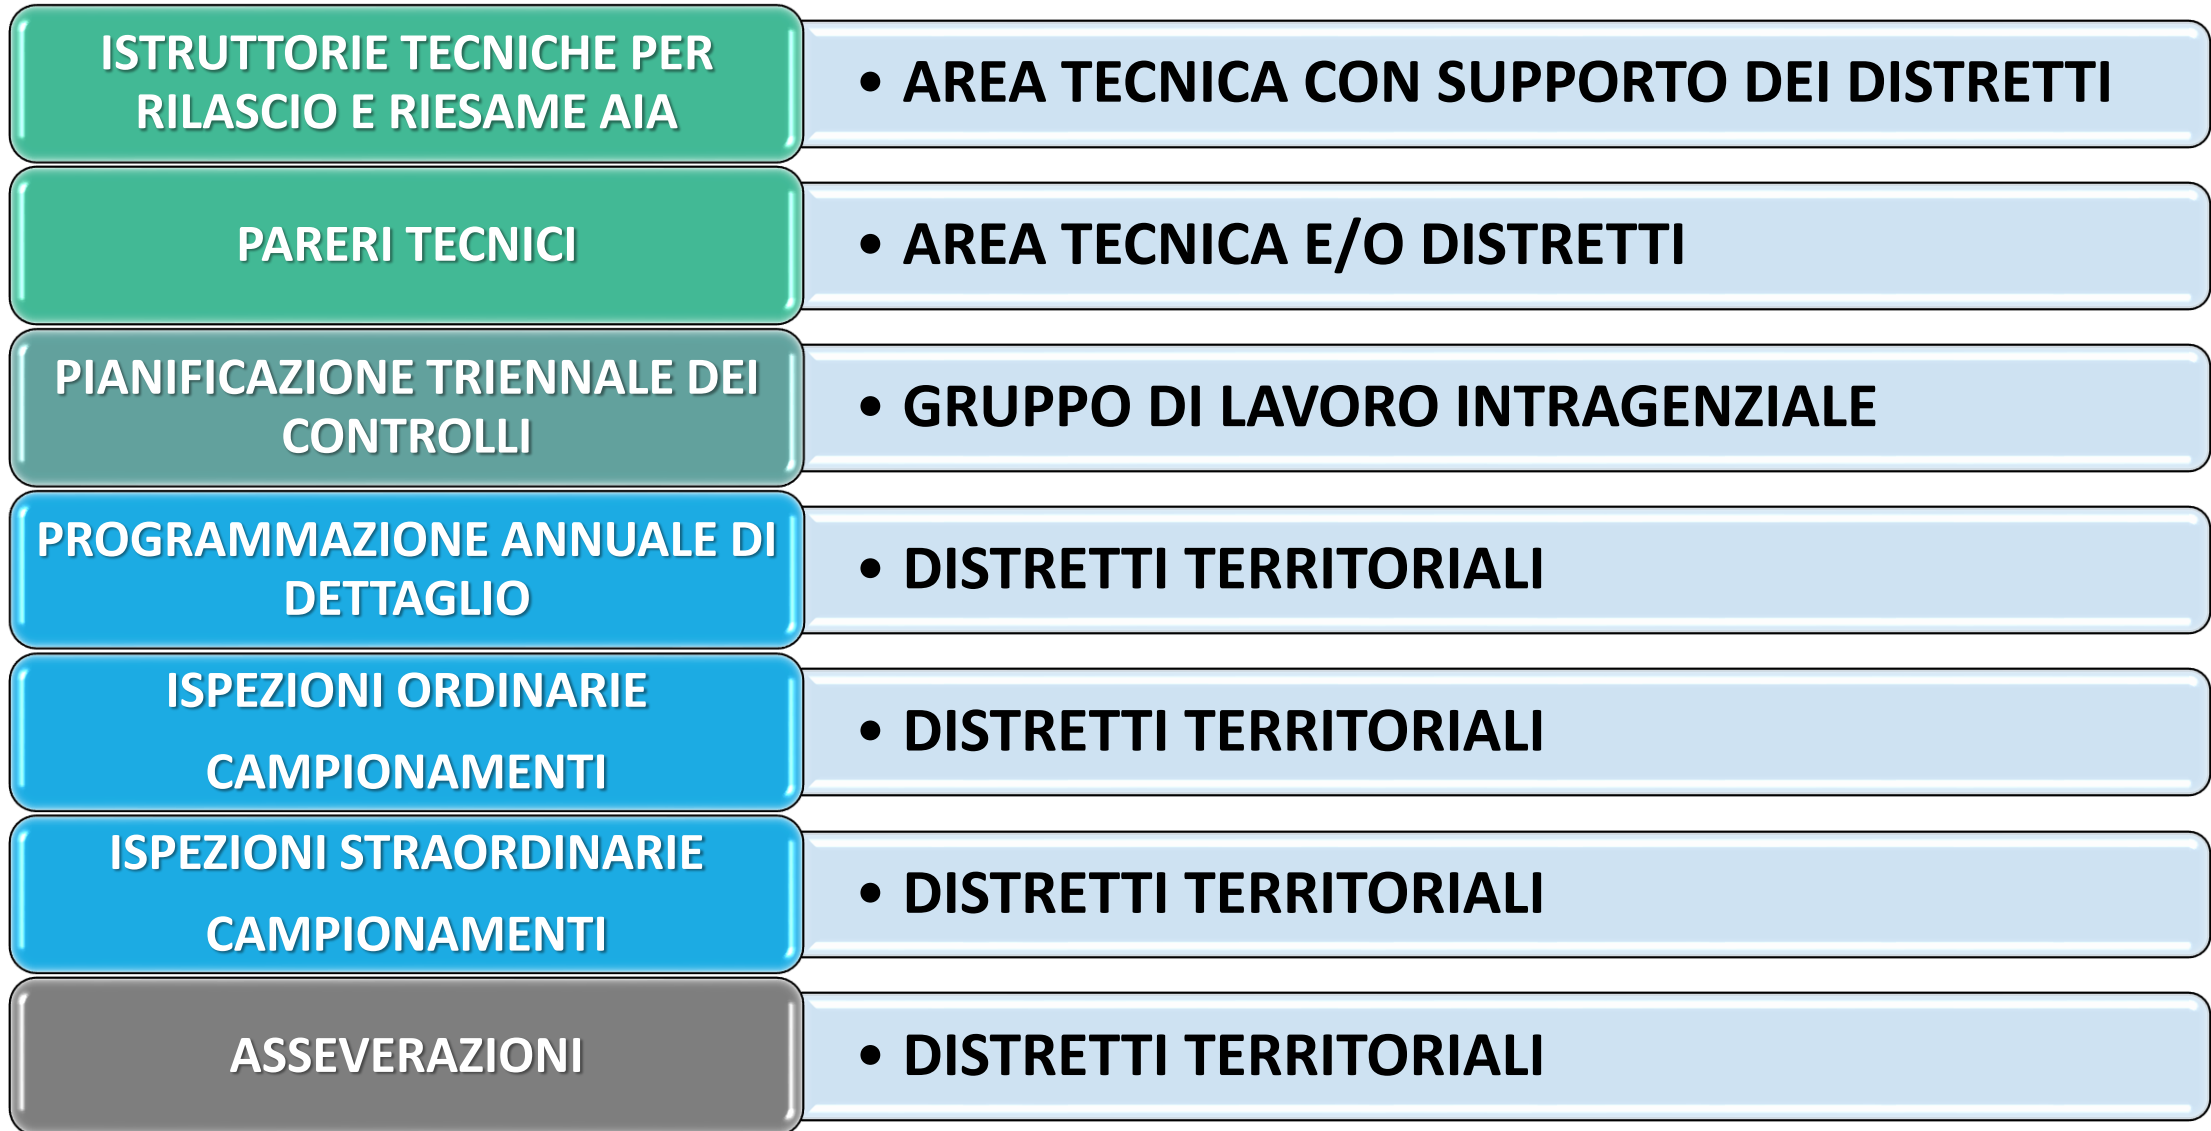 ISTRUTTORIE TECNICHE PER
RILASCIO E RIESAME AIA
• AREA TECNICA CON SUPPORTO DEI DISTRETTI
PARERI TECNICI
• AREA TECNICA E/O DISTRETTI
PIANIFICAZIONE TRIENNALE DEI
CONTROLLI
• GRUPPO DI LAVORO INTRAGENZIALE
PROGRAMMAZIONE ANNUALE DI
DETTAGLIO
• DISTRETTI TERRITORIALI
ISPEZIONI ORDINARIE
CAMPIONAMENTI
• DISTRETTI TERRITORIALI
ISPEZIONI STRAORDINARIE
CAMPIONAMENTI
• DISTRETTI TERRITORIALI
ASSEVERAZIONI
• DISTRETTI TERRITORIALI